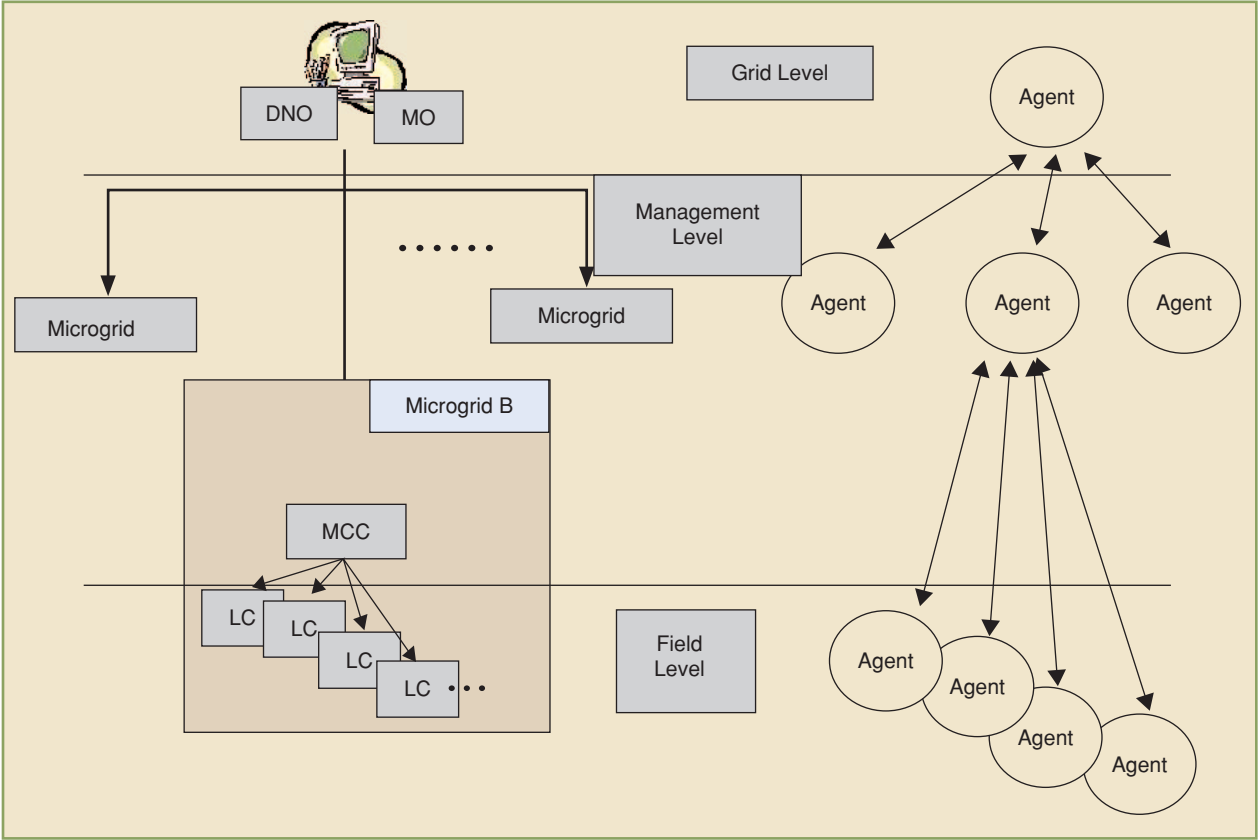 Grid Level
Agent
DNO
MO
Management
Level
Microgrid
Microgrid
Agent
Agent
Agent
Microgrid B
MCC
LC
LC
LC
LC
Field
Level
Agent
Agent
Agent
Agent